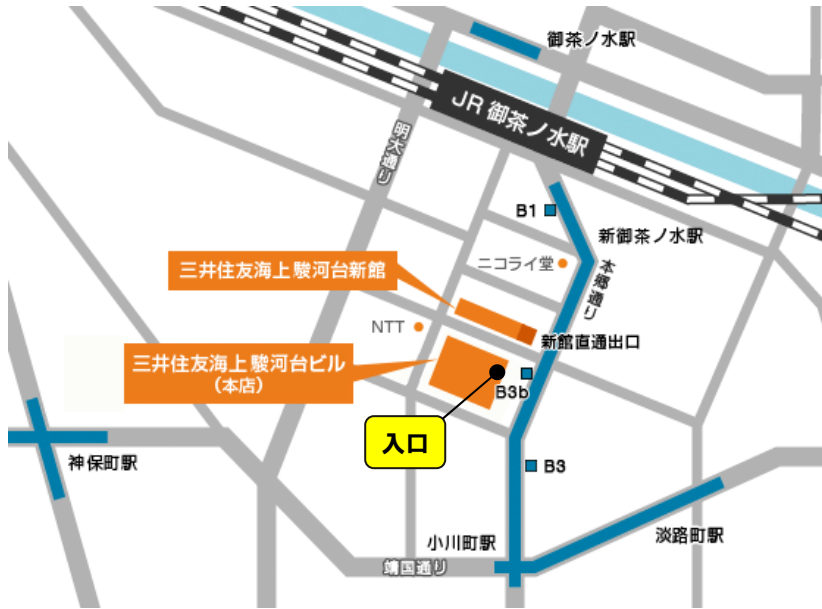 御茶ノ水駅
JR 御茶ノ水駅
明大通り
B1
新御茶ノ水駅
ニコライ堂
本郷通り
三井住友海上 駿河台新館
NTT
新館直通出口
三井住友海上 駿河台ビル
(本店)
B3b
入口
神保町駅
B3
小川町駅
淡路町駅
靖国通り